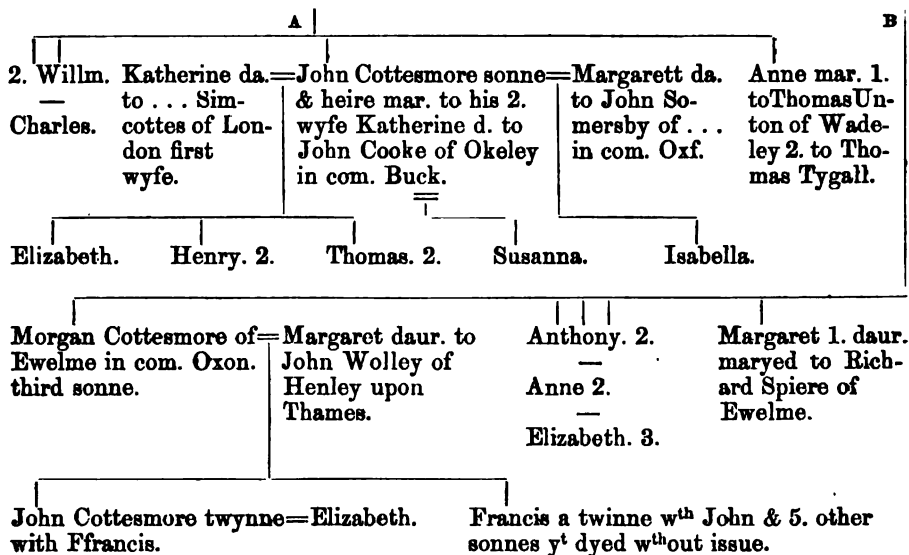 A B
2. Willm.
—
Charles.
Katherine da.
to . . . Sim-
cottes of Lon-
don first
wyfe.
John Cottesmore sonne
& heire mar. to his 2.
wyfe Katherine d. to
John Cooke of Okeley
in com. Buck.
Margarett da.
to John So-
mersby of . . .
in com. Oxf.
Anne mar. 1.
toThomasUn-
ton of Wade-
ley 2. to Tho-
mas Tygall.
Elizabeth. Henry. 2. Thomas. 2. Susanna. Isabella.
Morgan Cottesmore of
Ewelme in com. Oxon.
third sonne.
Margaret daur. to
John Wolley of
Henley upon
Thames.
Anthony. 2.
—
Anne 2.
—
Elizabeth. 3.
Margaret 1. daur.
maryed to Rich-
ard Spiere of
Ewelme.
John Cottesmore twynne=Elizabeth.
with Ffrancis.
Francis a twinne wth John & 5. other
sonnes yt dyed wthout issue.